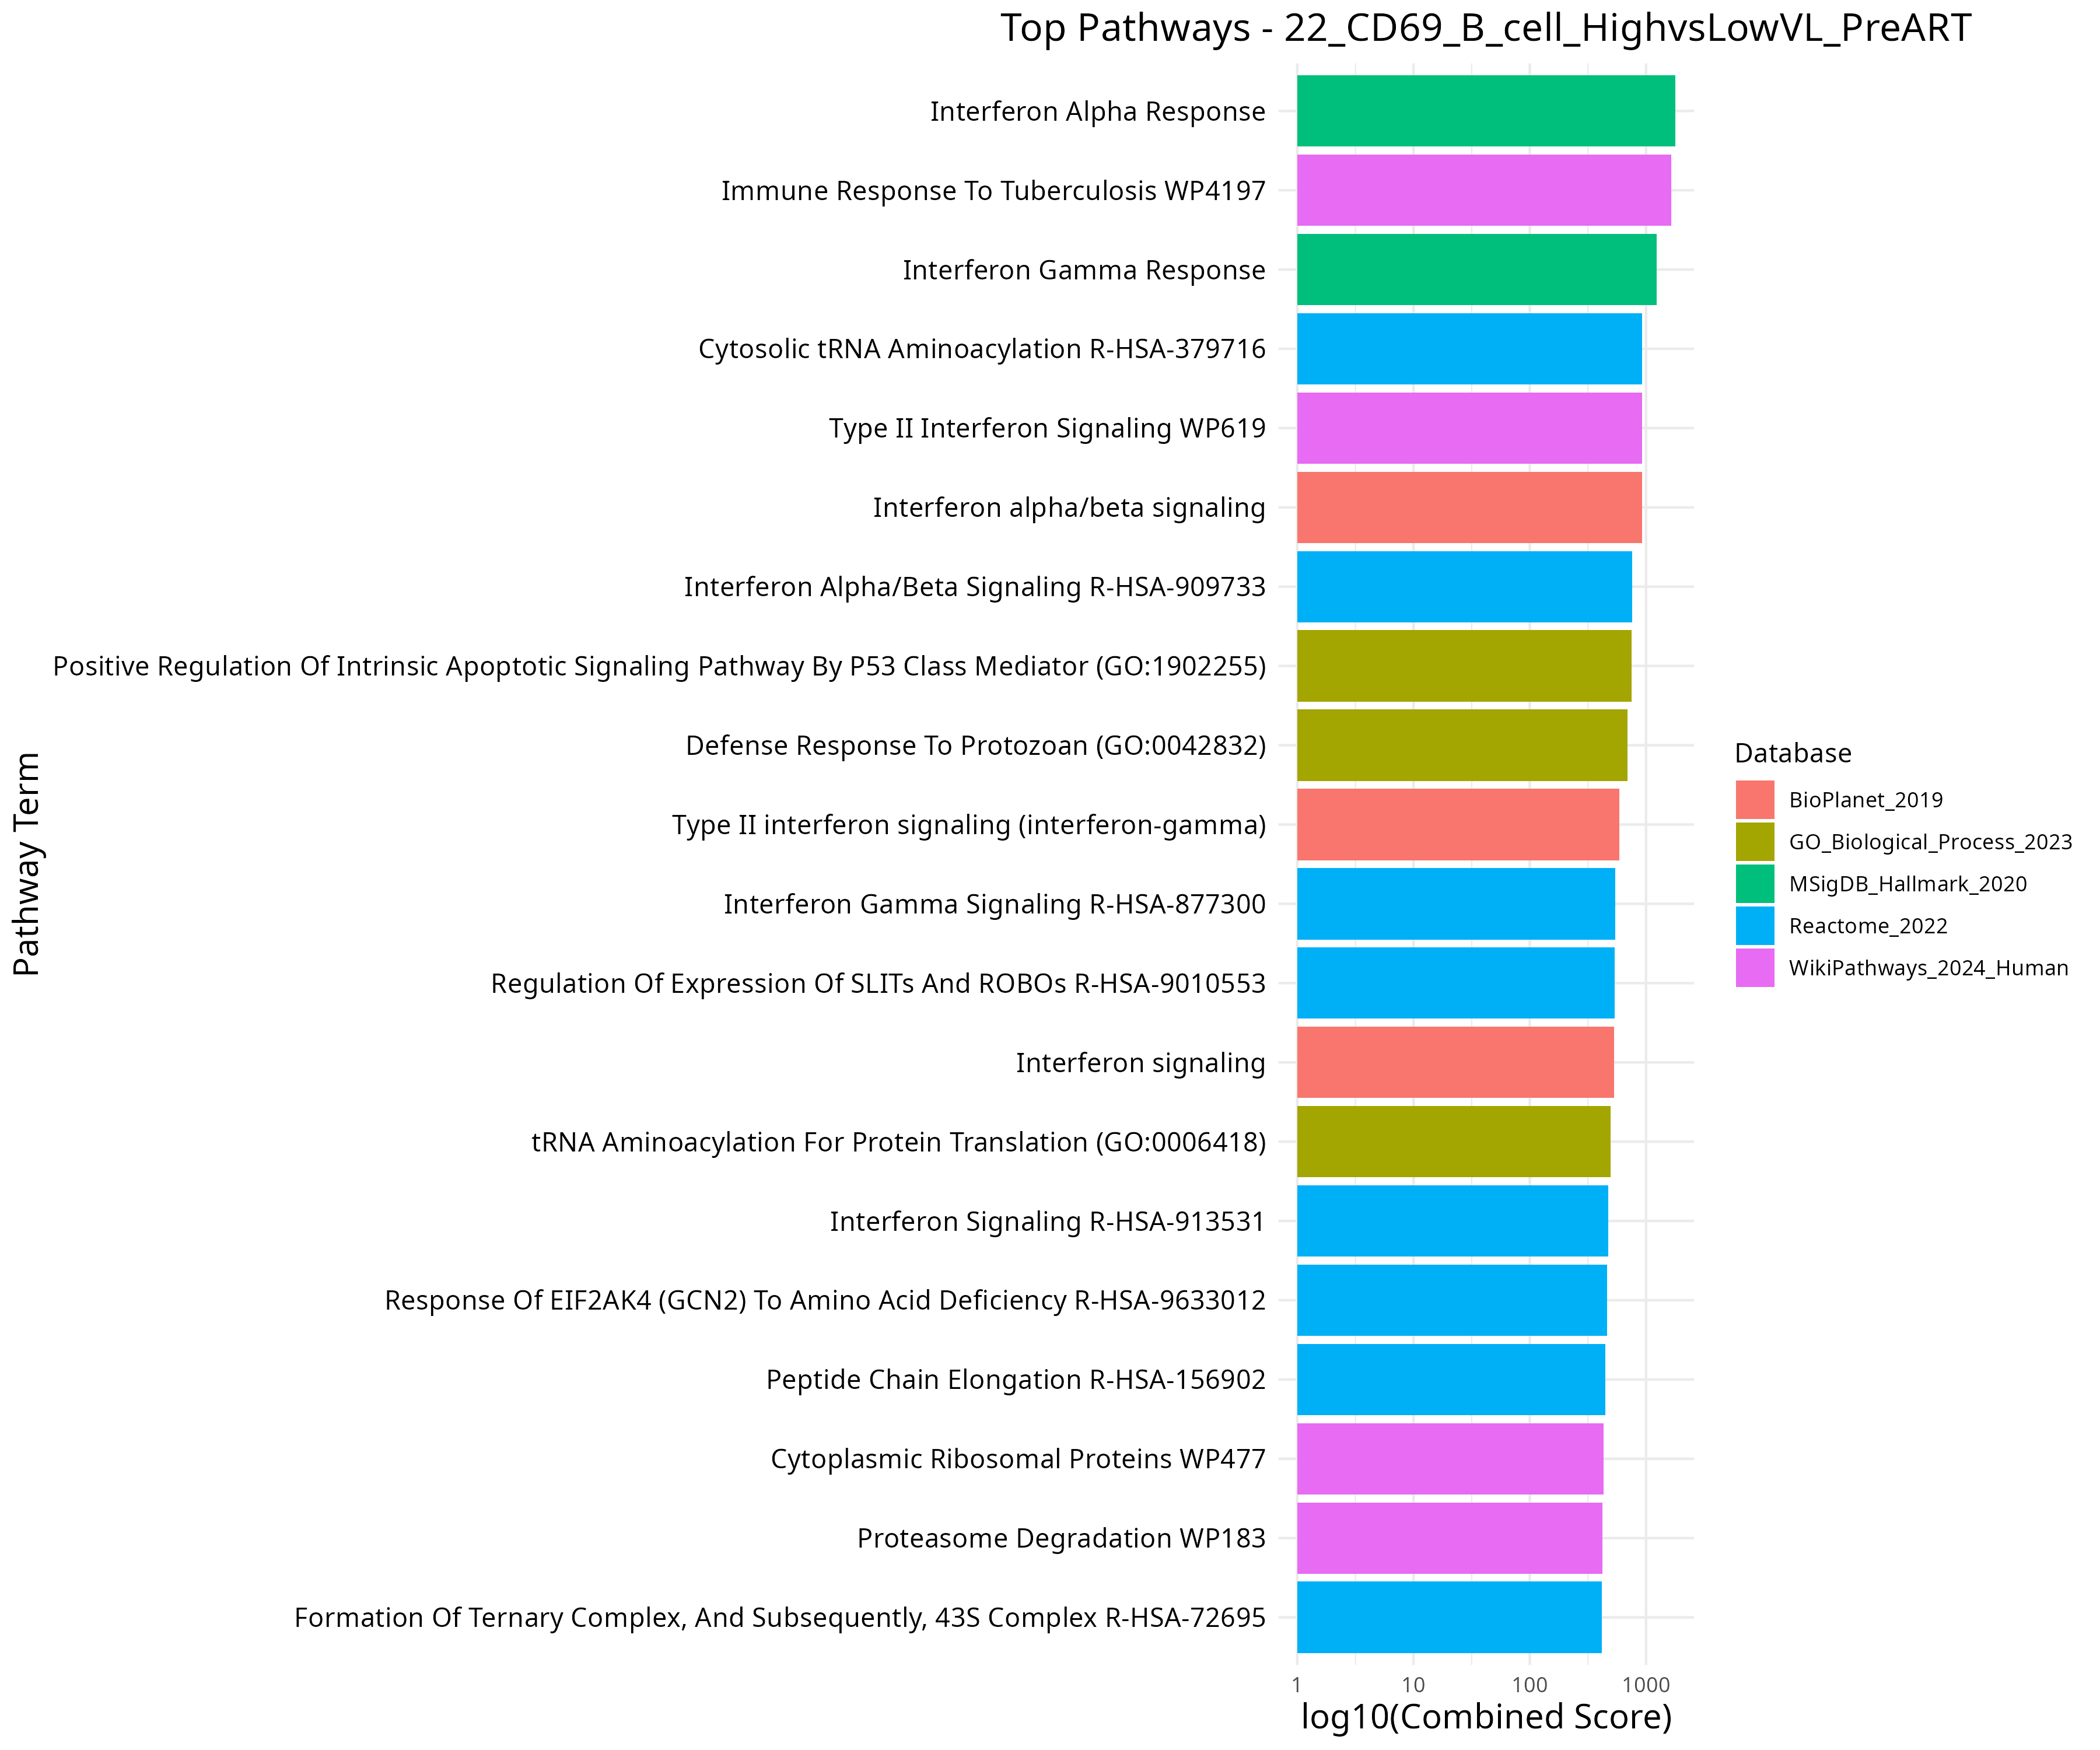 Top Pathways - 22_CD69_B_cell_HighvsLowVL_PreART
Pathway Term
Interferon Alpha Response
Immune Response To Tuberculosis WP4197
Interferon Gamma Response
Cytosolic tRNA Aminoacylation R-HSA-379716
Type II Interferon Signaling WP619
Interferon alpha/beta signaling
Interferon Alpha/Beta Signaling R-HSA-909733
Positive Regulation Of Intrinsic Apoptotic Signaling Pathway By P53 Class Mediator (GO:1902255)
Defense Response To Protozoan (GO:0042832)
Type II interferon signaling (interferon-gamma)
Interferon Gamma Signaling R-HSA-877300
Regulation Of Expression Of SLITs And ROBOs R-HSA-9010553
Interferon signaling
tRNA Aminoacylation For Protein Translation (GO:0006418)
Interferon Signaling R-HSA-913531
Response Of EIF2AK4 (GCN2) To Amino Acid Deficiency R-HSA-9633012
Peptide Chain Elongation R-HSA-156902
Cytoplasmic Ribosomal Proteins WP477
Proteasome Degradation WP183
Formation Of Ternary Complex, And Subsequently, 43S Complex R-HSA-72695
1 10 100 1000
log10(Combined Score)
Database
BioPlanet_2019
GO_Biological_Process_2023
MSigDB_Hallmark_2020
Reactome_2022
WikiPathways_2024_Human